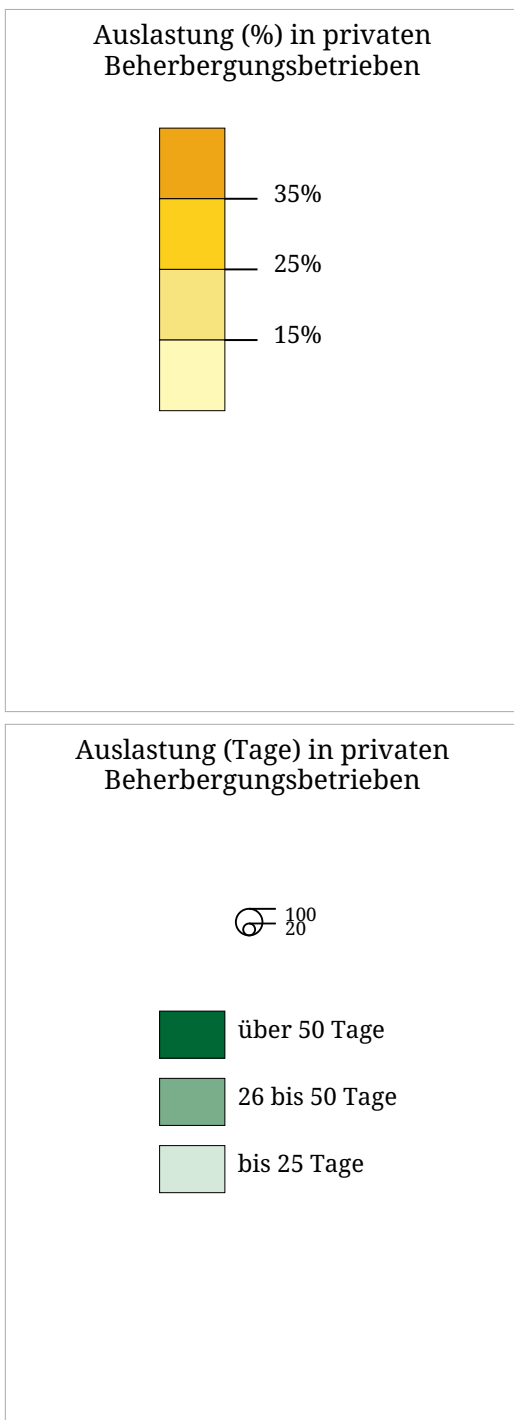 Auslastung (%) in privaten
Beherbergungsbetrieben
35%
25%
15%
Auslastung (Tage) in privaten
Beherbergungsbetrieben
100
20
über 50 Tage
26 bis 50 Tage
bis 25 Tage